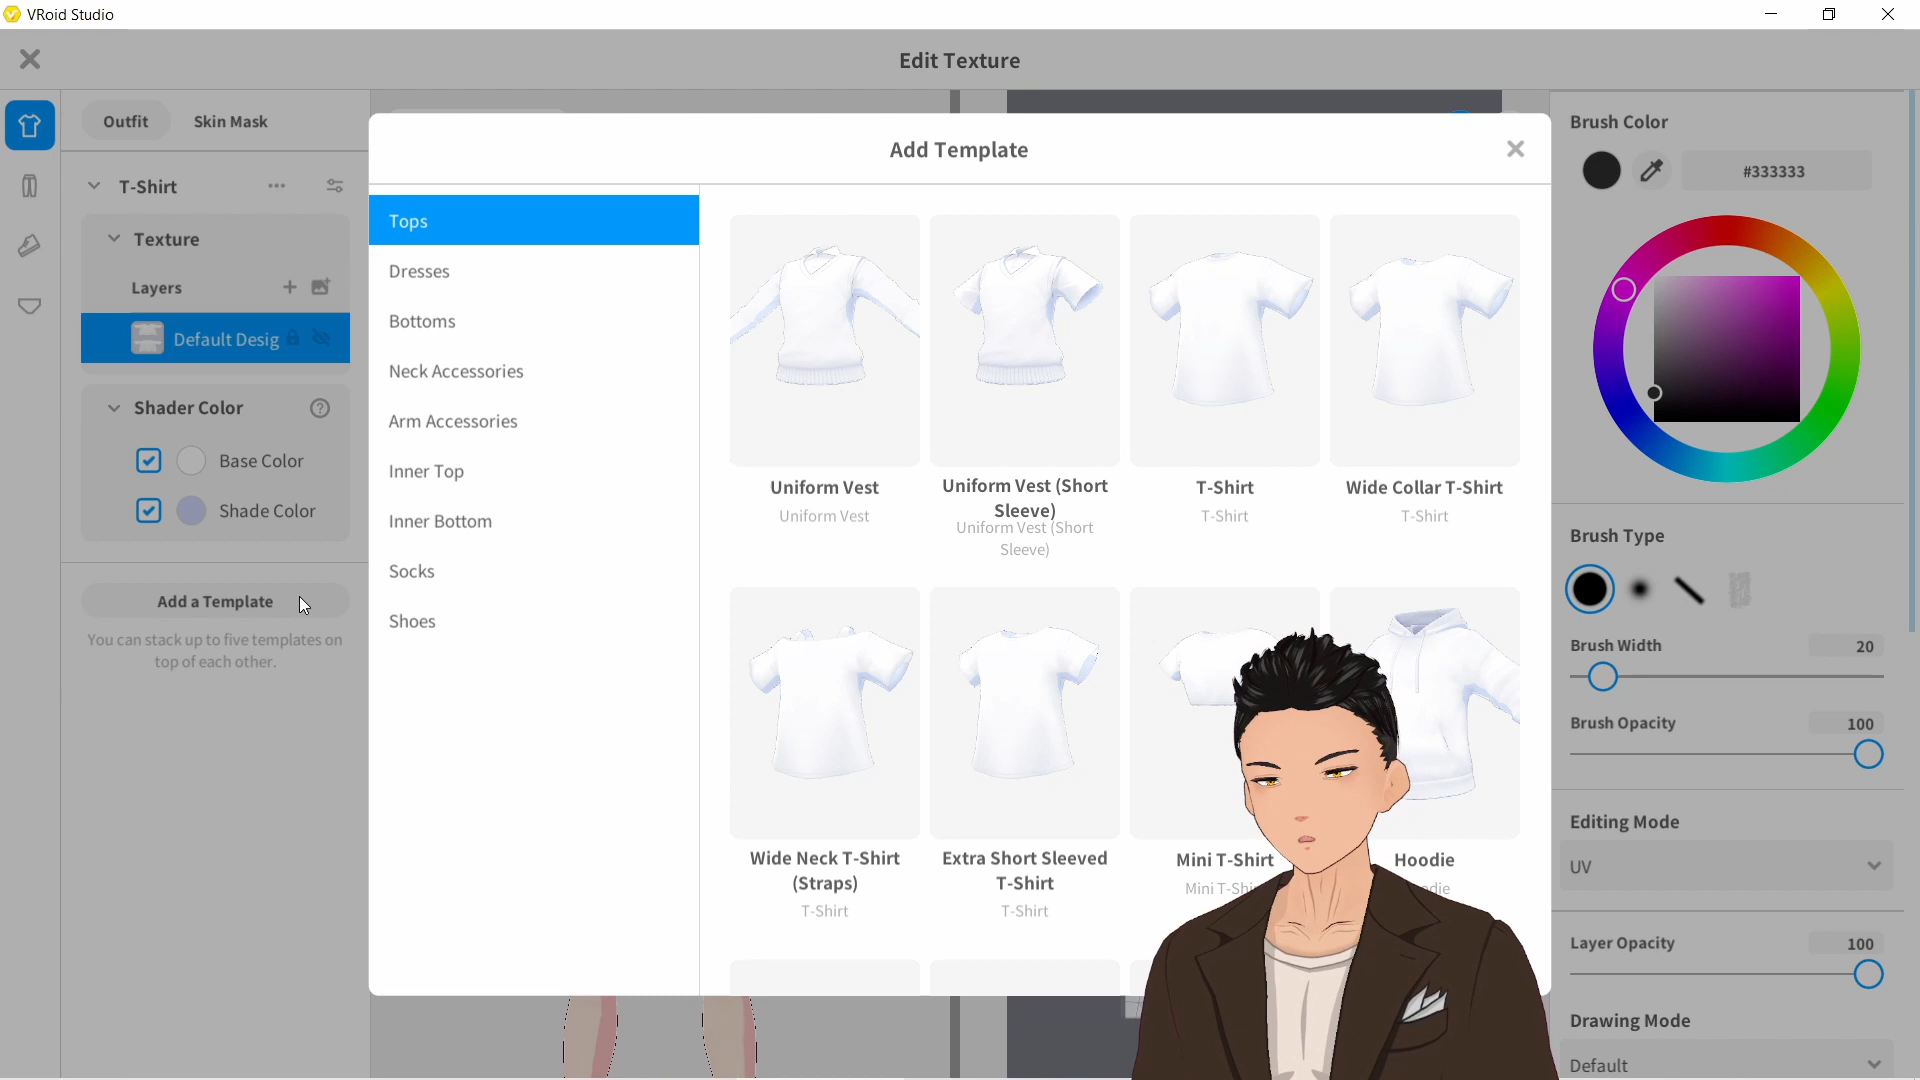 VRoid Studio
Edit Texture
Outfit
Skin Mask
T-Shirt
Texture
Layers
Default Desig
Shader Color
Base Color
Shade Color
Add a Template
You can stack up to five templates on
top of each other.
Add Template
Tops
Dresses
Bottoms
Neck Accessories
Arm Accessories
Inner Top
Inner Bottom
Socks
Shoes
Uniform Vest
Uniform Vest
Uniform Vest (Short
Sleeve)
Uniform Vest (Short
Sleeve)
T-Shirt
T-Shirt
Wide Collar T-Shirt
T-Shirt
Wide Neck T-Shirt
(Straps)
T-Shirt
Extra Short Sleeved
T-Shirt
T-Shirt
Mini T-Shirt
Mini T-Shi
Hoodie
die
Brush Color
#333333
Brush Type
Brush Width
20
Brush Opacity
100
Editing Mode
UV
Layer Opacity
100
Drawing Mode
Default